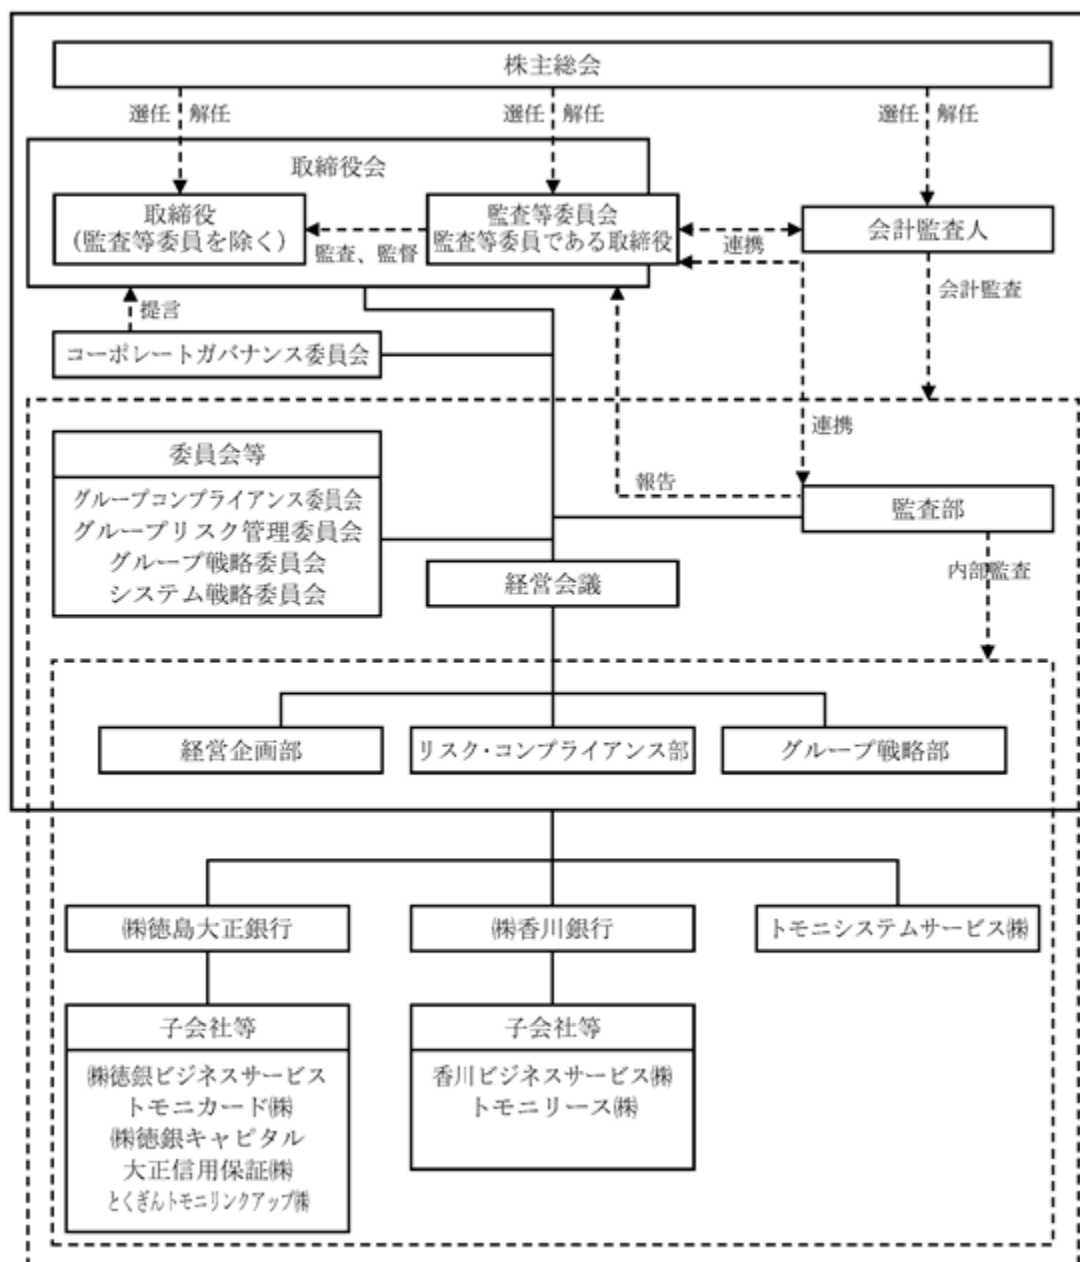 株主総会
選任 解任
選任 解任
選任 解任
取締役会
取締役
(監査等委員を除く)
監査、監督
監査等委員会
監査等委員である取締役
連携
会計監査人
会計監査
提言
コーポレートガバナンス委員会
連携
報告
委員会等
グループコンプライアンス委員会
グループリスク管理委員会
グループ戦略委員会
システム戦略委員会
監査部
内部監査
経営会議
経営企画部
リスク・コンプライアンス部
グループ戦略部
㈱徳島大正銀行
㈱香川銀行
トモニシステムサービス㈱
子会社等
㈱徳銀ビジネスサービス
トモニカード㈱
㈱徳銀キャピタル
大正信用保証㈱
とくぎんトモニリンクアップ㈱
子会社等
香川ビジネスサービス㈱
トモニリース㈱